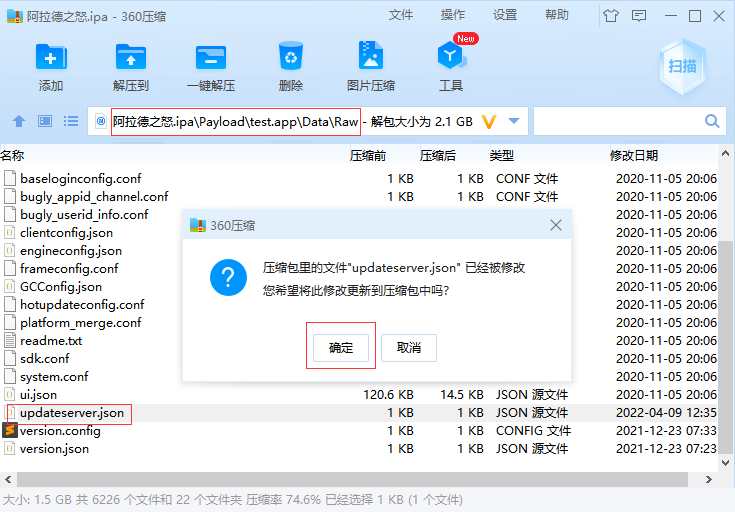 阿拉德之怒.ipa - 360压缩 文件 操作 设置 帮助
New
添加 解压到 一键解压 删除 图片压缩 工具 扫描
阿拉德之怒.ipa\Payload\test.app\Data\Raw - 解包大小为 2.1 GB
名称 压缩前 压缩后 类型 修改日期
baseloginconfig.conf 1 KB 1 KB CONF 文件 2020-11-05 20:06
bugly_appid_channel.conf 1 KB 1 KB CONF 文件 2020-11-05 20:06
bugly_userid_info.conf 2020-11-05 20:06
clientconfig.json 2020-11-05 20:06
engineconfig.json 2020-11-05 20:06
frameconfig.conf 2020-11-05 20:06
GCConfig.json 2020-11-05 20:06
hotupdateconfig.conf 2020-11-05 20:06
platform_merge.conf 2020-11-05 20:06
readme.txt 2020-11-05 20:06
sdk.conf 2020-11-05 20:06
system.conf 2020-11-05 20:06
ui.json 120.6 KB 14.5 KB JSON 源文件 2020-11-05 20:06
updateserver.json 1 KB 1 KB JSON 源文件 2022-04-09 12:35
version.config 1 KB 1 KB CONFIG 文件 2021-12-23 07:33
version.json 1 KB 1 KB JSON 源文件 2021-12-23 07:23
360压缩
压缩包里的文件"updateserver.json" 已经被修改
您希望将此修改更新到压缩包中吗?
确定 取消
大小: 1.5 GB 共 6226 个文件和 22 个文件夹 压缩率 74.6% 已经选择 1 KB (1 个文件)